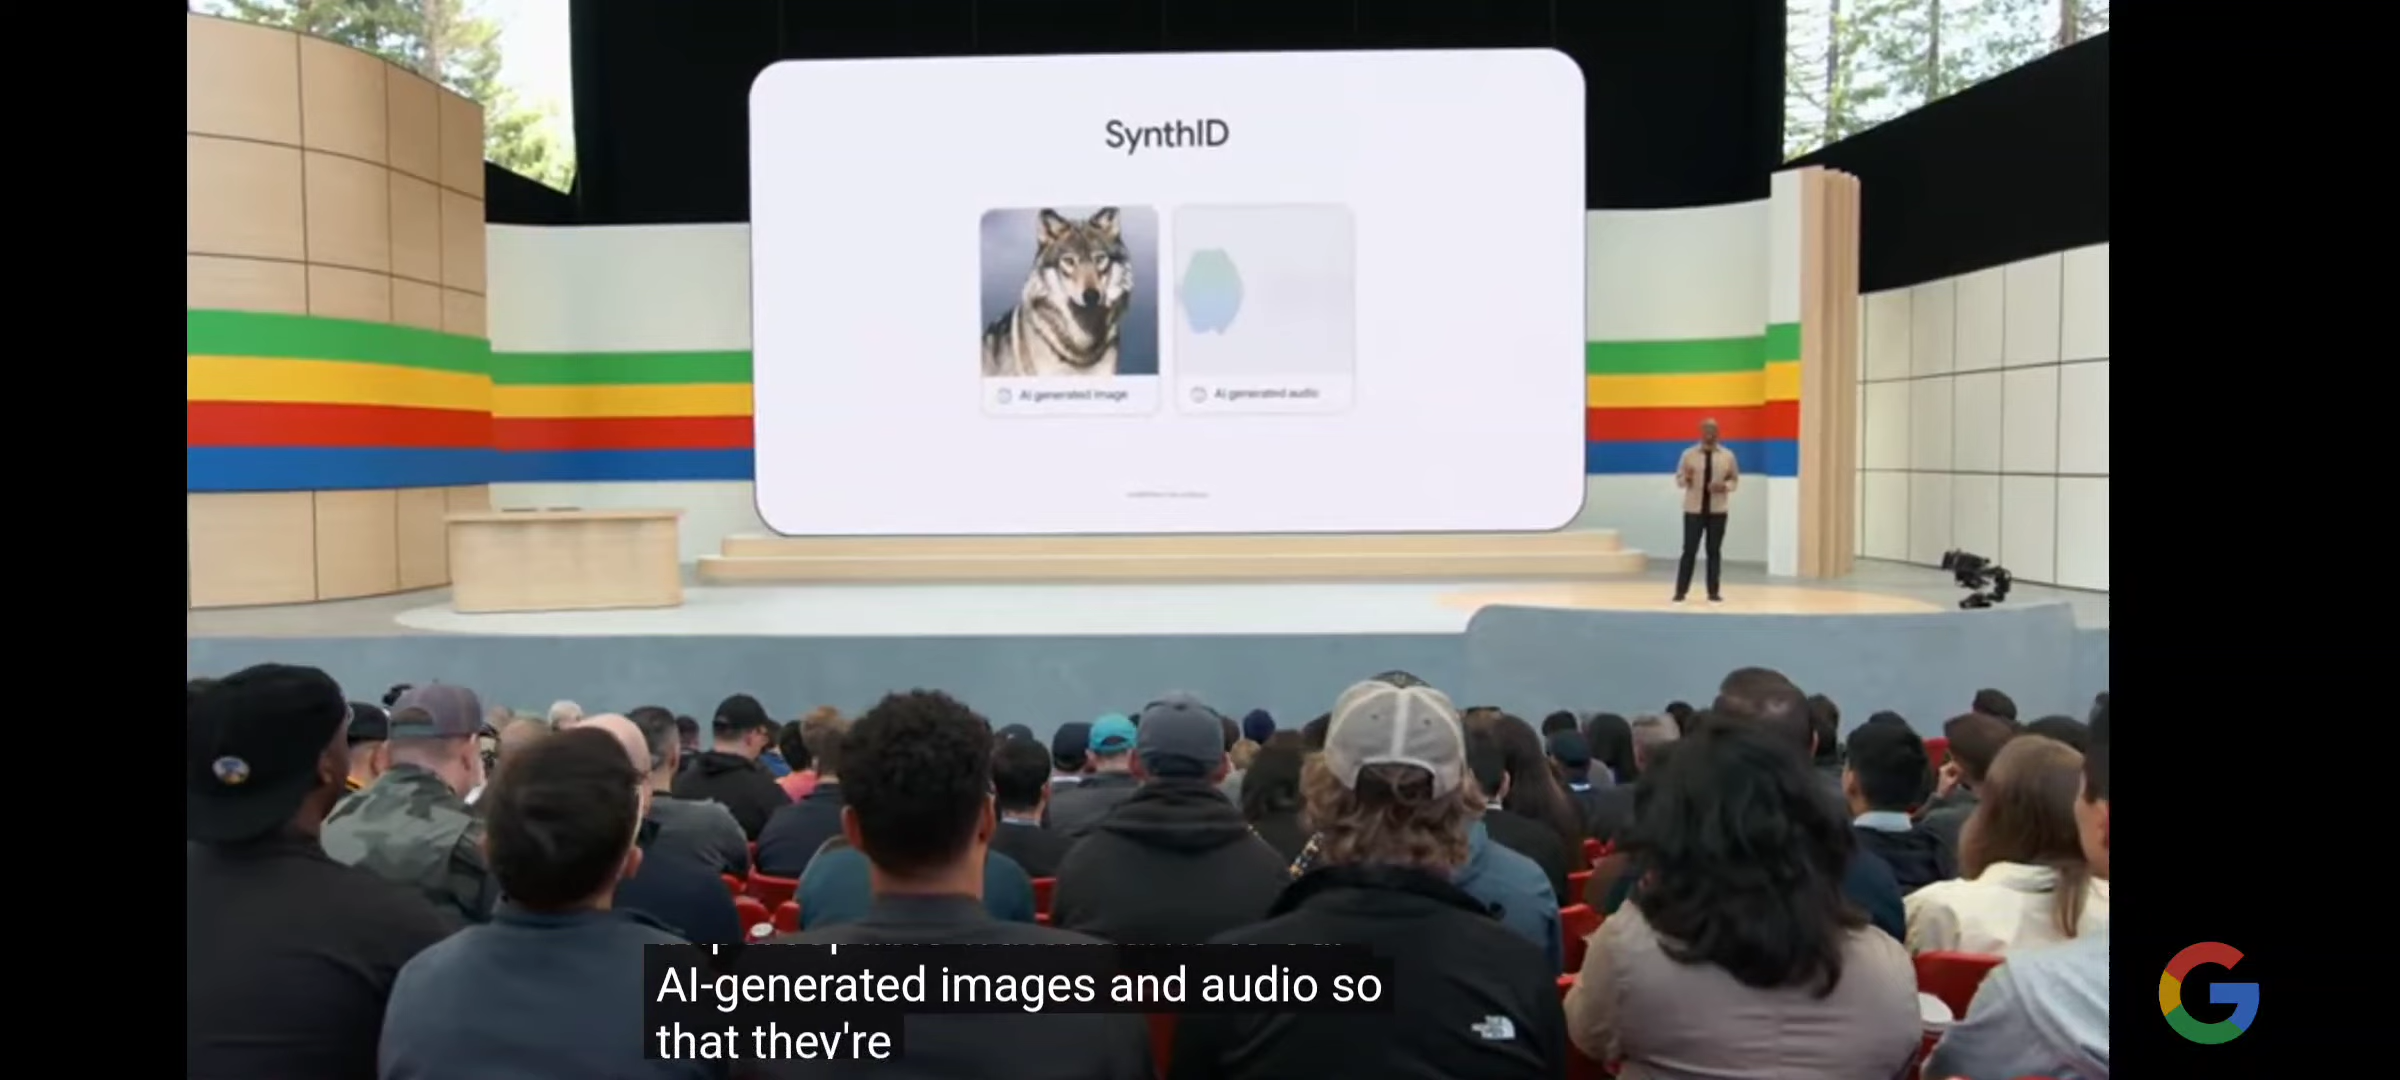 SynthID
AI generated image
AI generated audio
AI-generated images and audio so
that they're